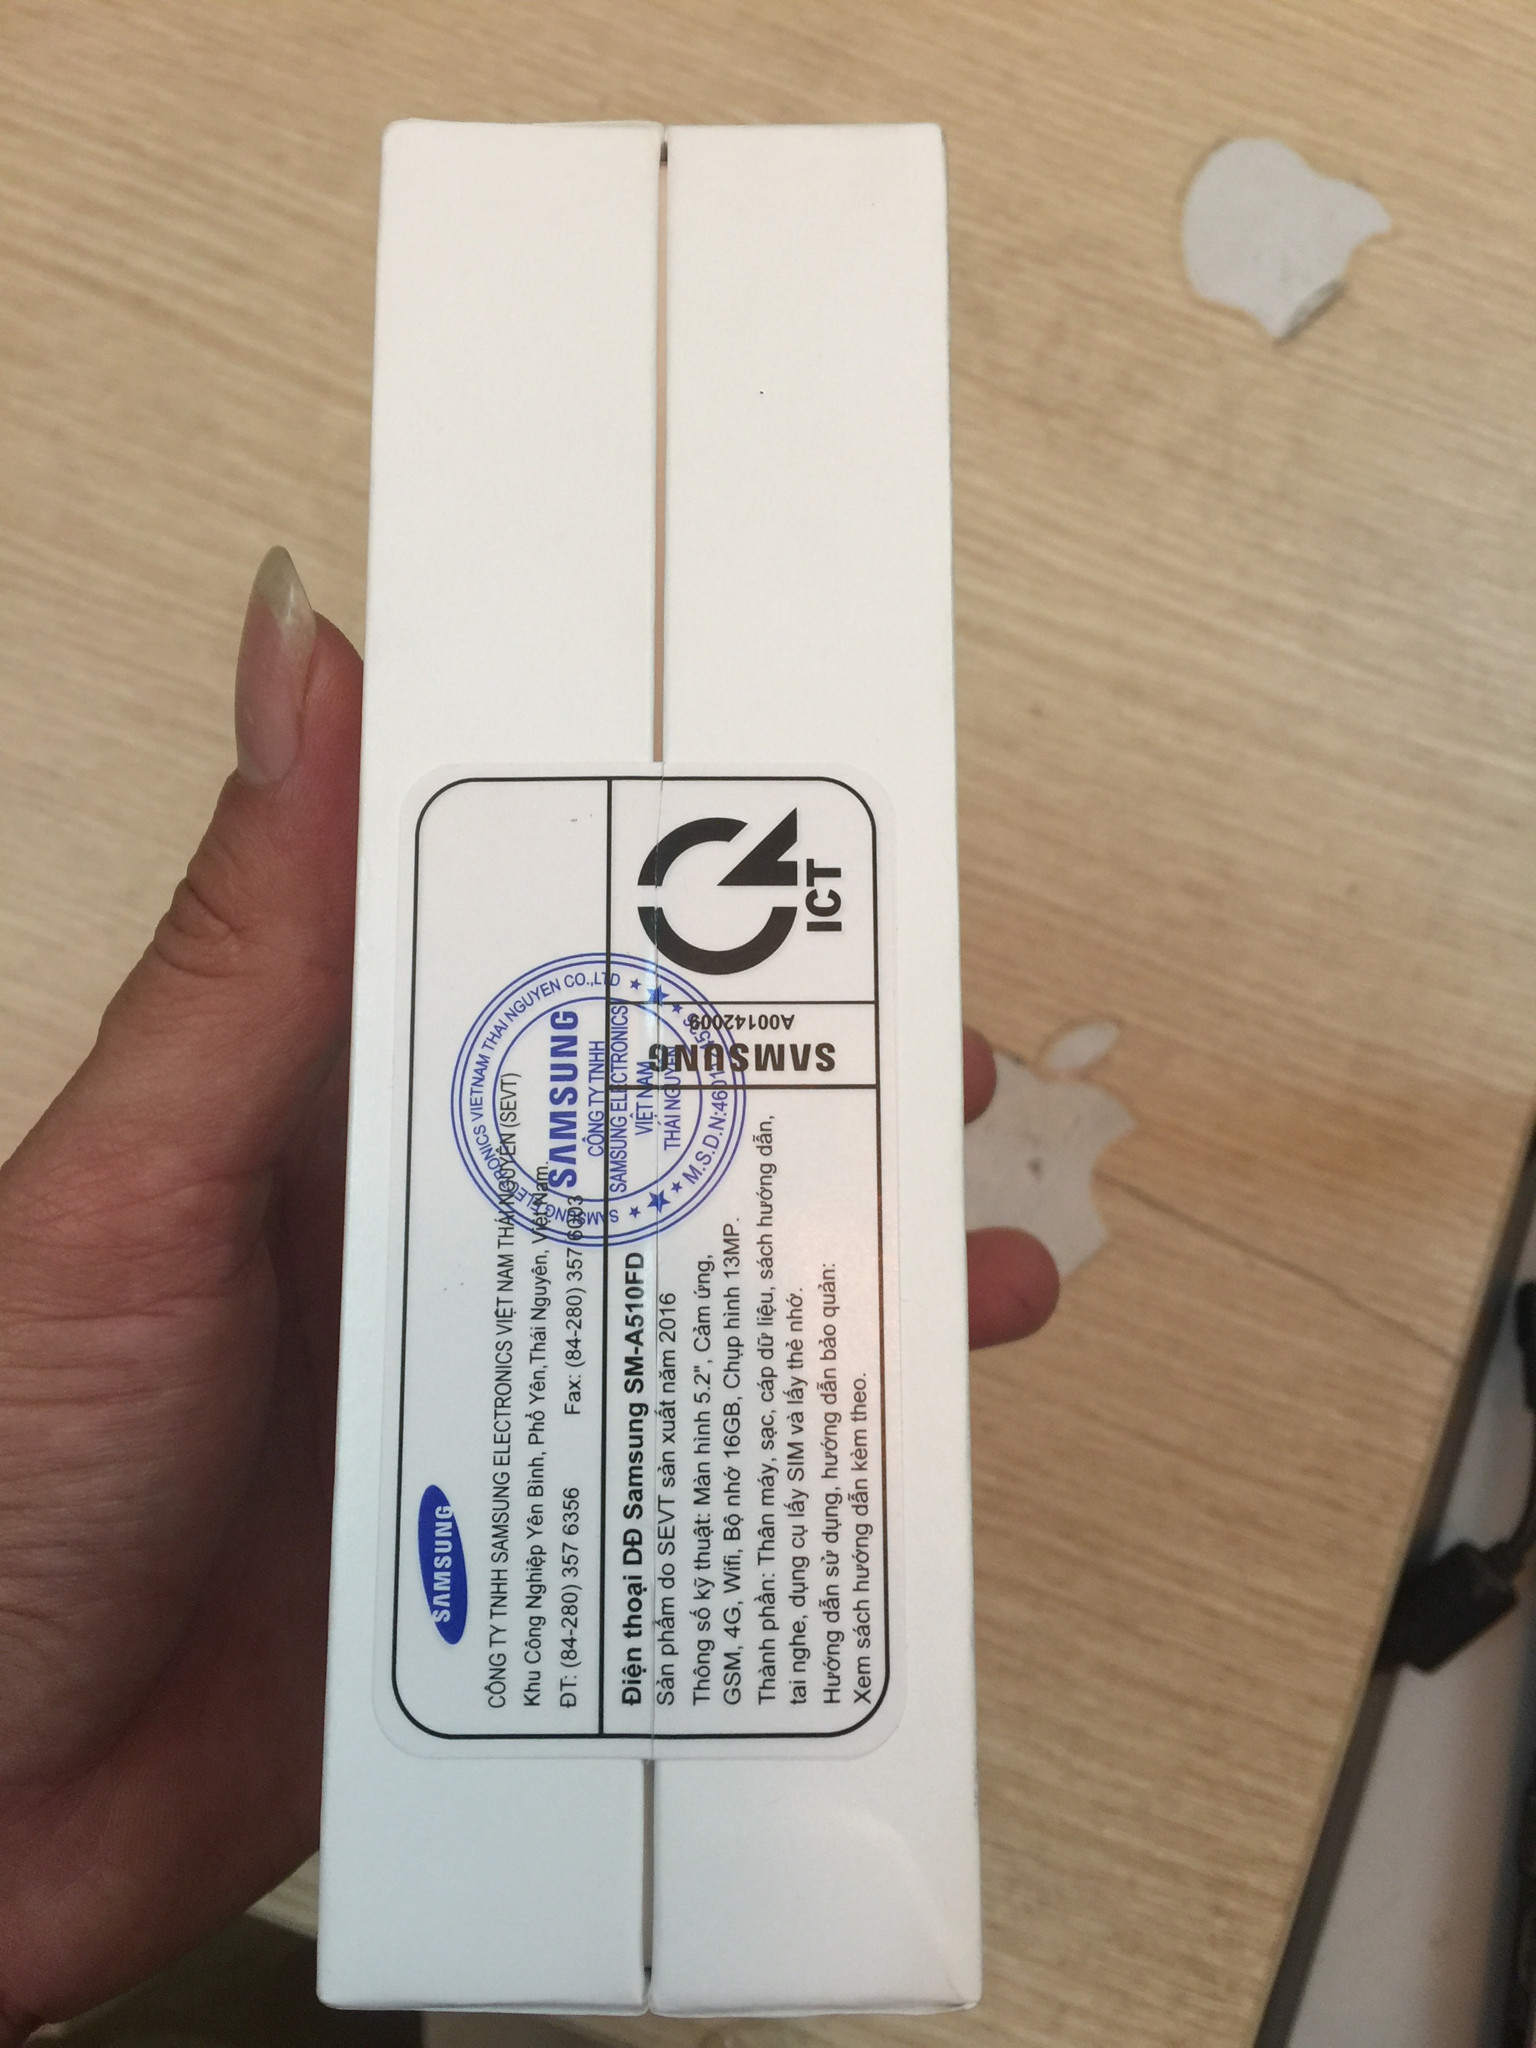 SAMSUNG
CÔNG TY TNHH SAMSUNG ELECTRONICS VIỆT NAM THÁI NGUYÊN (SEVT)
Khu Công Nghiệp Yên Bình, Phổ Yên, Thái Nguyên, Việt Nam.
ĐT: (84-280) 357 6356 Fax: (84-280) 357 6003
Điện thoại DĐ Samsung SM-A510FD
Sản phẩm do SEVT sản xuất năm 2016
Thông số kỹ thuật: Màn hình 5.2", Cảm ứng,
GSM, 4G, Wifi, Bộ nhớ 16GB, Chụp hình 13MP.
Thành phần: Thân máy, sạc, cáp dữ liệu, sách hướng dẫn,
tai nghe, dụng cụ lấy SIM và lấy thẻ nhớ.
Hướng dẫn sử dụng, hướng dẫn bảo quản:
Xem sách hướng dẫn kèm theo.
SAMSUNG ELECTRONICS VIETNAM THAI NGUYEN CO.,LTD
SAMSUNG
CÔNG TY TNHH
SAMSUNG ELECTRONICS
VIỆT NAM
THÁI NGUYÊN
M.S.D.N:
SAMSUNG
A00142009
ICT